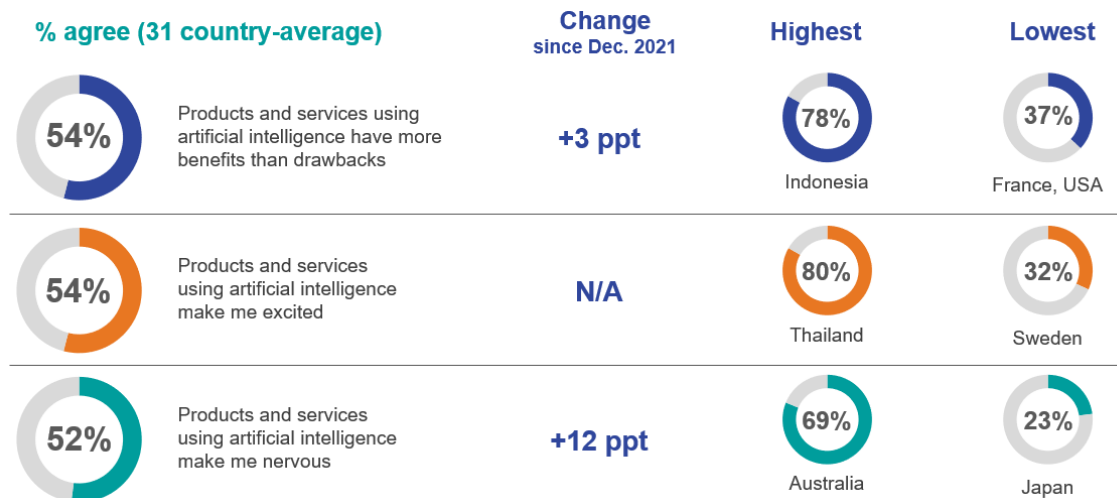 % agree (31 country-average)
Change
since Dec. 2021
Highest
Lowest
54%
Products and services using
artificial intelligence have more
benefits than drawbacks
+3 ppt
78%
Indonesia
37%
France, USA
54%
Products and services
using artificial intelligence
make me excited
N/A
80%
Thailand
32%
Sweden
52%
Products and services
using artificial intelligence
make me nervous
+12 ppt
69%
Australia
23%
Japan